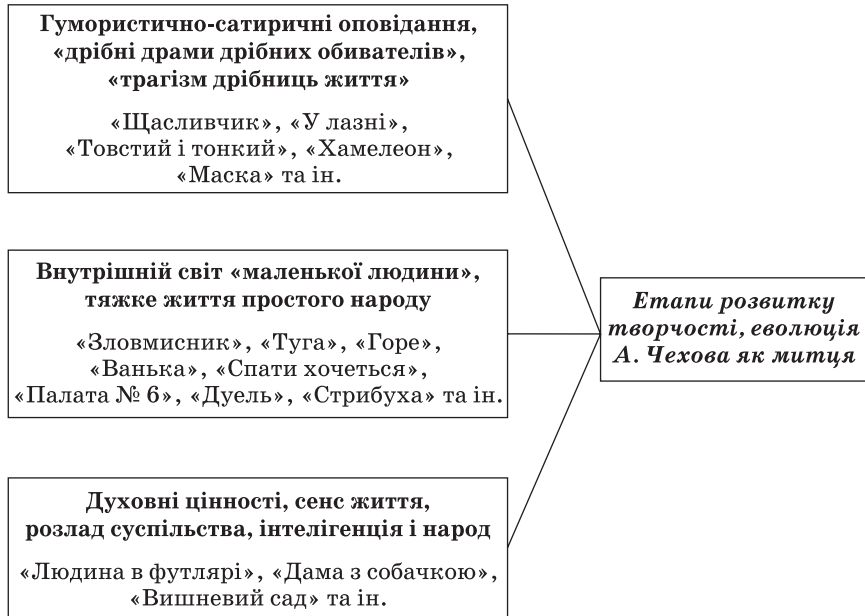 Гумористично-сатиричні оповідання,
«дрібні драми дрібних обивателів»,
«трагізм дрібниць життя»
«Щасливчик», «У лазні»,
«Товстий і тонкий», «Хамелеон»,
«Маска» та ін.
Внутрішній світ «маленької людини»,
тяжке життя простого народу
«Зловмисник», «Туга», «Горе»,
«Ванька», «Спати хочеться»,
«Палата № 6», «Дуель», «Стрибуха» та ін.
Духовні цінності, сенс життя,
розлад суспільства, інтелігенція і народ
«Людина в футлярі», «Дама з собачкою»,
«Вишневий сад» та ін.
Етапи розвитку
творчості, еволюція
А. Чехова як митця